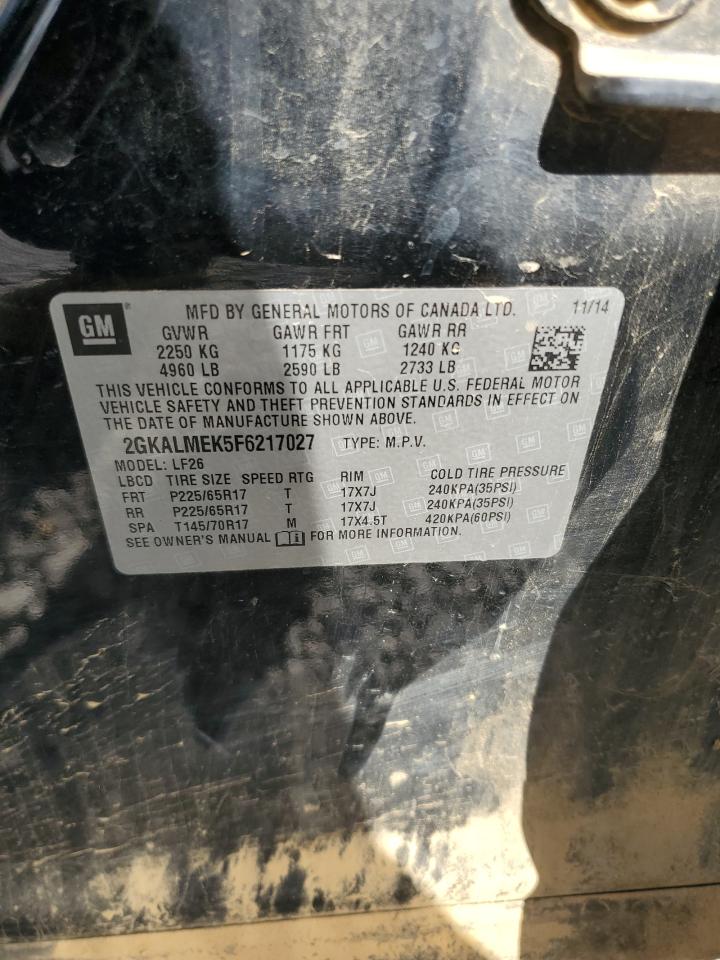 GM MFD BY GENERAL MOTORS OF CANADA LTD. 11/14
GVWR GAWR FRT GAWR RR
2250 KG 1175 KG 1240 KG
4960 LB 2590 LB 2733 LB
THIS VEHICLE CONFORMS TO ALL APPLICABLE U.S. FEDERAL MOTOR
VEHICLE SAFETY AND THEFT PREVENTION STANDARDS IN EFFECT ON
THE DATE OF MANUFACTURE SHOWN ABOVE.
2GKALMEK5F6217027 TYPE: M.P.V.
MODEL: LF26
LBCD TIRE SIZE SPEED RTG RIM COLD TIRE PRESSURE
FRT P225/65R17 T 17X7J 240KPA(35PSI)
RR P225/65R17 T 17X7J 240KPA(35PSI)
SPA T145/70R17 M 17X4.5T 420KPA(60PSI)
SEE OWNER'S MANUAL FOR MORE INFORMATION.